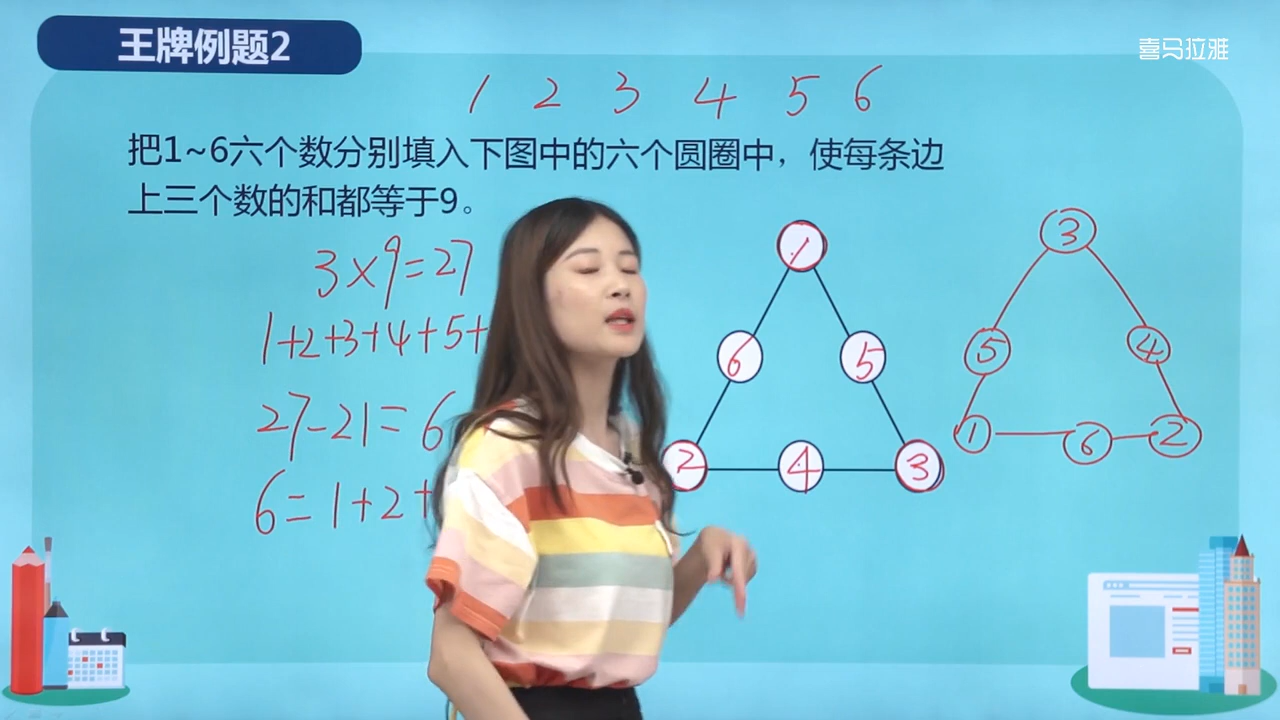 王牌例题2
喜马拉雅
1 2 3 4 5 6
把1~6六个数分别填入下图中的六个圆圈中，使每条边
上三个数的和都等于9。
3×9=27
1+2+3+4+5+
27-21=6
6=1+2+
1
6 5
2 4 3
3
5 4
1 6 2